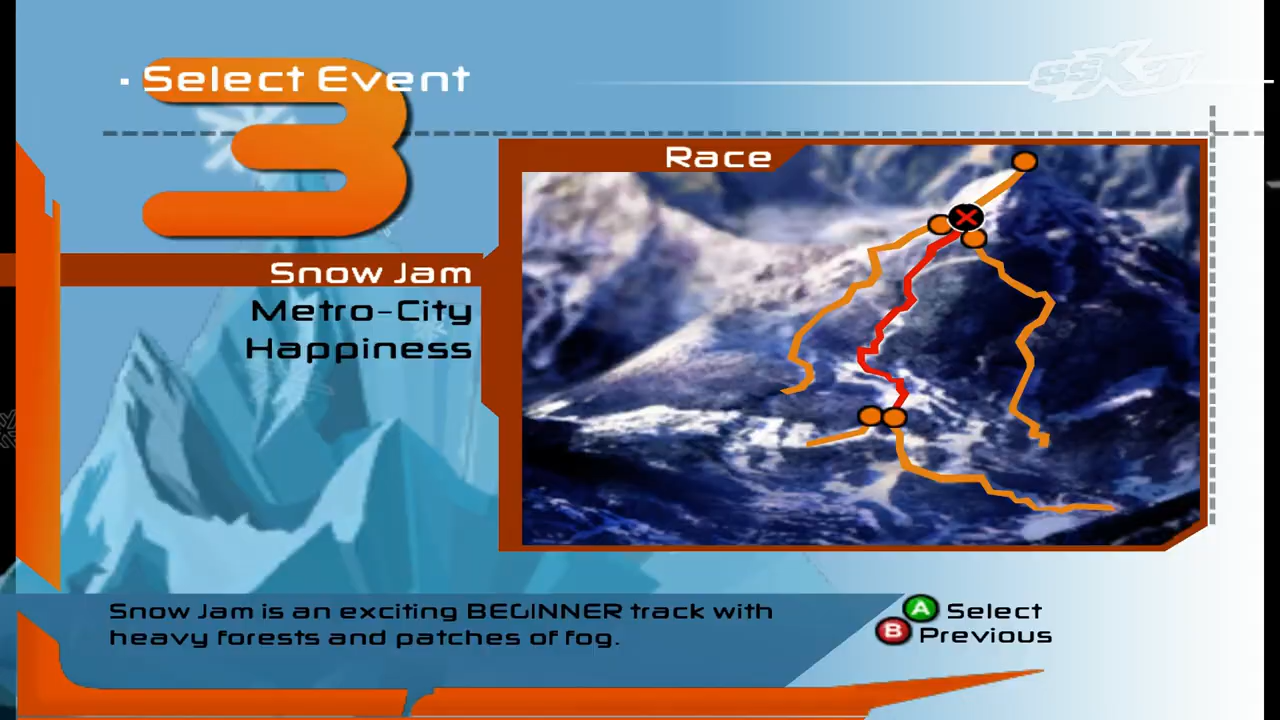 Select Event
3
Race
Snow Jam
Metro-City
Happiness
Snow Jam is an exciting BEGINNER track with
heavy forests and patches of fog.
A Select
B Previous